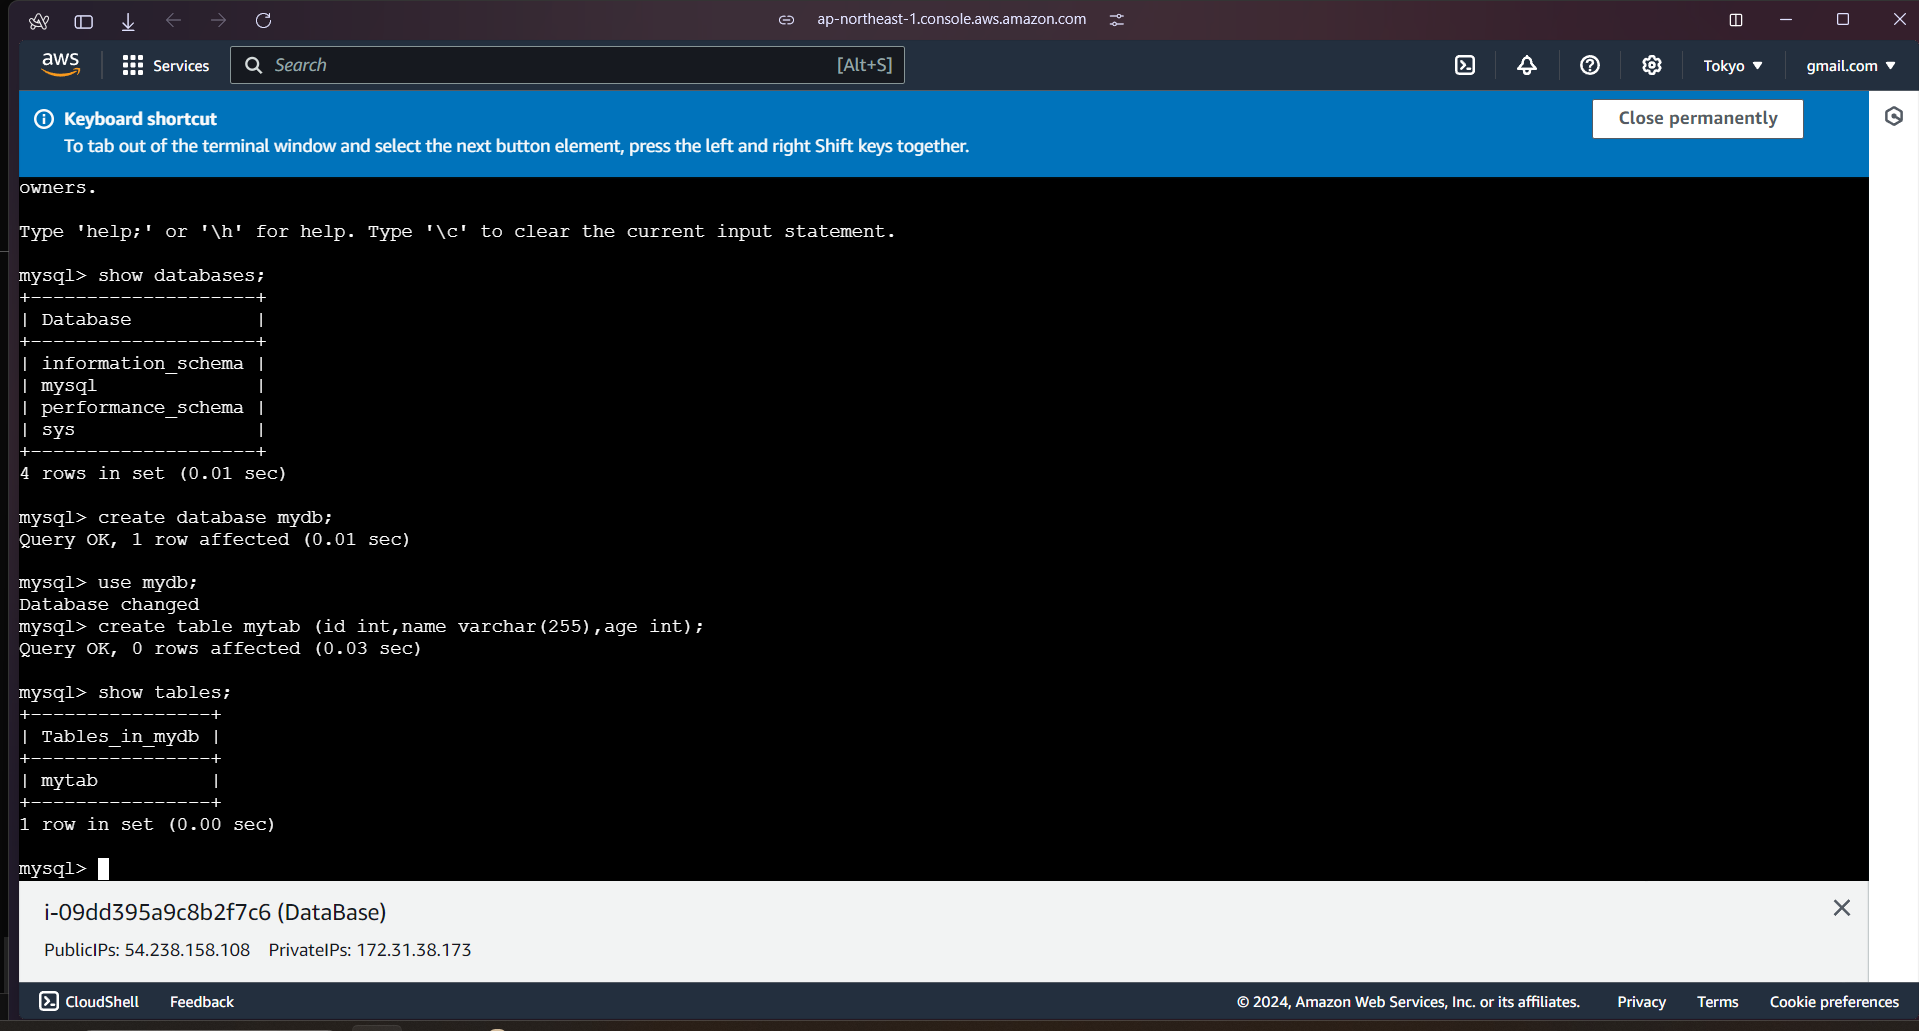 ap-northeast-1.console.aws.amazon.com
aws Services Search [Alt+S] Tokyo gmail.com
Keyboard shortcut
To tab out of the terminal window and select the next button element, press the left and right Shift keys together.
Close permanently
owners.
Type 'help;' or '\h' for help. Type '\c' to clear the current input statement.
mysql> show databases;
+--------------------+
| Database           |
+--------------------+
| information_schema |
| mysql              |
| performance_schema |
| sys                |
+--------------------+
4 rows in set (0.01 sec)
mysql> create database mydb;
Query OK, 1 row affected (0.01 sec)
mysql> use mydb;
Database changed
mysql> create table mytab (id int,name varchar(255),age int);
Query OK, 0 rows affected (0.03 sec)
mysql> show tables;
+----------------+
| Tables_in_mydb |
+----------------+
| mytab          |
+----------------+
1 row in set (0.00 sec)
mysql>
i-09dd395a9c8b2f7c6 (DataBase)
PublicIPs: 54.238.158.108 PrivateIPs: 172.31.38.173
CloudShell Feedback © 2024, Amazon Web Services, Inc. or its affiliates. Privacy Terms Cookie preferences